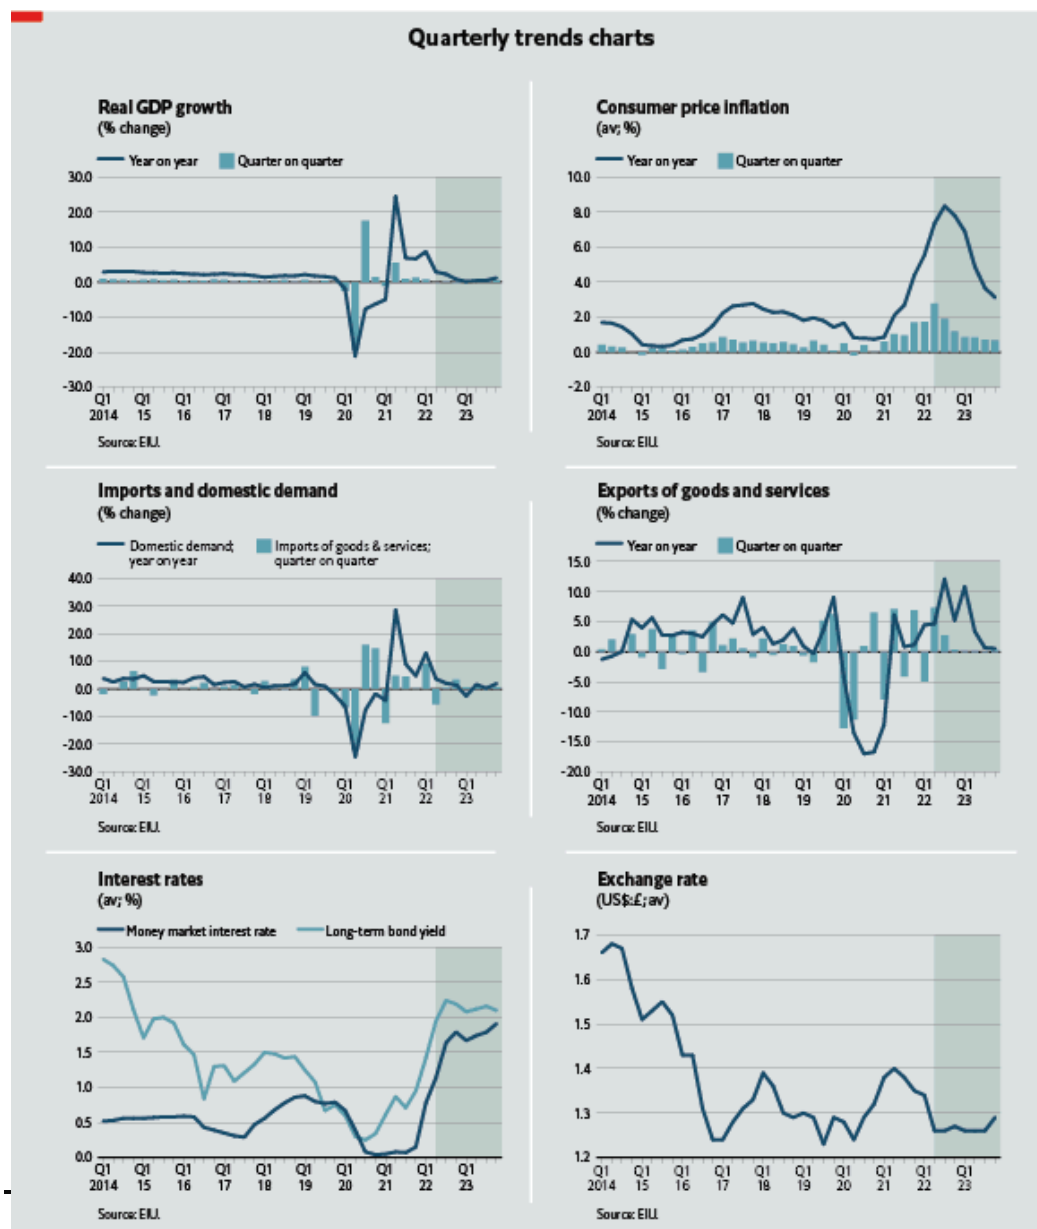 Quarterly trends charts
Real GDP growth
(% change)
Year on year
Quarter on quarter
30.0
20.0
10.0
0.0
-10.0
-20.0
-30.0
Q1 Q1 Q1 Q1 Q1 Q1 Q1 Q1 Q1 Q1
2014 15 16 17 18 19 20 21 22 23
Source: EIU.
Consumer price inflation
(av; %)
Year on year
Quarter on quarter
10.0
8.0
6.0
4.0
2.0
0.0
-2.0
Q1 Q1 Q1 Q1 Q1 Q1 Q1 Q1 Q1 Q1
2014 15 16 17 18 19 20 21 22 23
Source: EIU.
Imports and domestic demand
(% change)
Domestic demand;
year on year
Imports of goods & services;
quarter on quarter
40.0
30.0
20.0
10.0
0.0
-10.0
-20.0
-30.0
Q1 Q1 Q1 Q1 Q1 Q1 Q1 Q1 Q1 Q1
2014 15 16 17 18 19 20 21 22 23
Source: EIU.
Exports of goods and services
(% change)
Year on year
Quarter on quarter
15.0
10.0
5.0
0.0
-5.0
-10.0
-15.0
-20.0
Q1 Q1 Q1 Q1 Q1 Q1 Q1 Q1 Q1 Q1
2014 15 16 17 18 19 20 21 22 23
Source: EIU.
Interest rates
(av; %)
Money market interest rate
Long-term bond yield
3.0
2.5
2.0
1.5
1.0
0.5
0.0
Q1 Q1 Q1 Q1 Q1 Q1 Q1 Q1 Q1 Q1
2014 15 16 17 18 19 20 21 22 23
Source: EIU.
Exchange rate
(US$:£; av)
1.7
1.6
1.5
1.4
1.3
1.2
Q1 Q1 Q1 Q1 Q1 Q1 Q1 Q1 Q1 Q1
2014 15 16 17 18 19 20 21 22 23
Source: EIU.